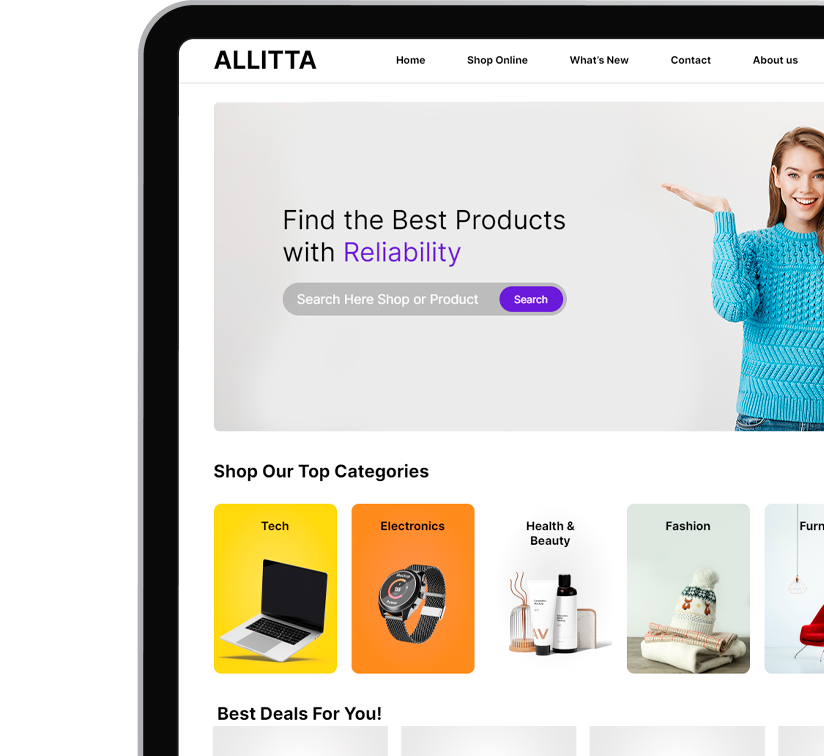 ALLITTA
Home
Shop Online
What's New
Contact
About us
Find the Best Products
with Reliability
Search Here Shop or Product
Search
Shop Our Top Categories
Tech
Electronics
Health &
Beauty
Fashion
Furn
Best Deals For You!